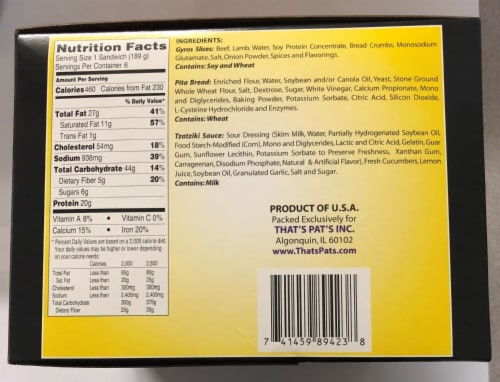 Nutrition Facts
Serving Size 1 Sandwich (189 g)
Servings Per Container 6
Amount Per Serving
Calories 460 Calories from Fat 230
% Daily Value*
Total Fat 27g 41%
Saturated Fat 11g 57%
Trans Fat 1g
Cholesterol 54mg 18%
Sodium 936mg 39%
Total Carbohydrate 44g 14%
Dietary Fiber 5g 20%
Sugars 6g
Protein 20g
Vitamin A 8% • Vitamin C 0%
Calcium 15% • Iron 20%
* Percent Daily Values are based on a 2,000 calorie diet.
Your daily values may be higher or lower depending
on your calorie needs:
Calories 2,000 2,500
Total Fat Less than 65g 80g
Sat Fat Less than 20g 25g
Cholesterol Less than 300mg 300mg
Sodium Less than 2,400mg 2,400mg
Total Carbohydrate 300g 375g
Dietary Fiber 25g 30g
INGREDIENTS:
Gyros Slices: Beef, Lamb, Water, Soy Protein Concentrate, Bread Crumbs, Monosodium
Glutamate, Salt, Onion Powder, Spices and Flavorings.
Contains: Soy and Wheat
Pita Bread: Enriched Flour, Water, Soybean and/or Canola Oil, Yeast, Stone Ground
Whole Wheat Flour, Salt, Dextrose, Sugar, White Vinegar, Calcium Propionate, Mono
and Diglycerides, Baking Powder, Potassium Sorbate, Citric Acid, Silicon Dioxide,
L-Cysteine Hydrochloride and Enzymes.
Contains: Wheat
Tzatziki Sauce: Sour Dressing (Skim Milk, Water, Partially Hydrogenated Soybean Oil,
Food Starch-Modified (Corn), Mono and Diglycerides, Lactic and Citric Acid, Gelatin, Guar
Gum, Sunflower Lecithin, Potassium Sorbate to Preserve Freshness, Xanthan Gum,
Carrageenan, Disodium Phosphate, Natural & Artificial Flavor), Fresh Cucumbers, Lemon
Juice, Soybean Oil, Granulated Garlic, Salt and Sugar.
Contains: Milk
PRODUCT OF U.S.A.
Packed Exclusively for
THAT'S PAT'S INC.
Algonquin, IL 60102
www.ThatsPats.com
7 41459 89423 8